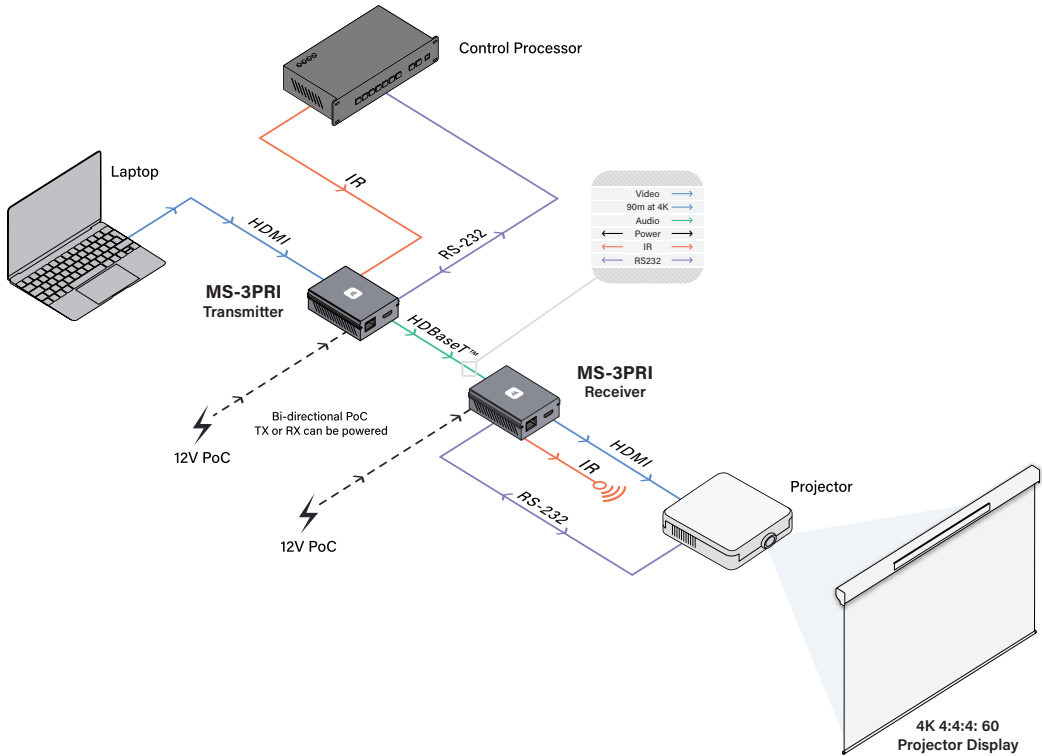 Control Processor
Laptop
IR
HDMI
RS-232
Video
90m at 4K
Audio
Power
IR
RS232
MS-3PRI
Transmitter
HDBaseT™
MS-3PRI
Receiver
Bi-directional PoC
TX or RX can be powered
12V PoC
HDMI
IR
RS-232
Projector
12V PoC
4K 4:4:4: 60
Projector Display